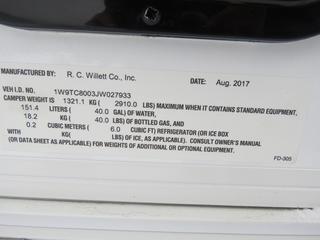 MANUFACTURED BY: R. C. Willett Co., Inc. DATE: Aug. 2017
VEH I.D. NO. 1W9TC8003JW027933
CAMPER WEIGHT IS 1321.1 KG ( 2910.0 LBS) MAXIMUM WHEN IT CONTAINS STANDARD EQUIPMENT,
151.4 LITERS ( 40.0 GAL) OF WATER,
18.2 KG ( 40.0 LBS) OF BOTTLED GAS, AND
0.2 CUBIC METERS ( 6.0 CUBIC FT) REFRIGERATOR (OR ICE BOX
WITH KG( LBS) OF ICE, AS APPLICABLE). CONSULT OWNER'S MANUAL
(OR DATA SHEET AS APPLICABLE) FOR WEIGHTS OF ADDITIONAL OR OPTIONAL EQUIPMENT.
FD-305